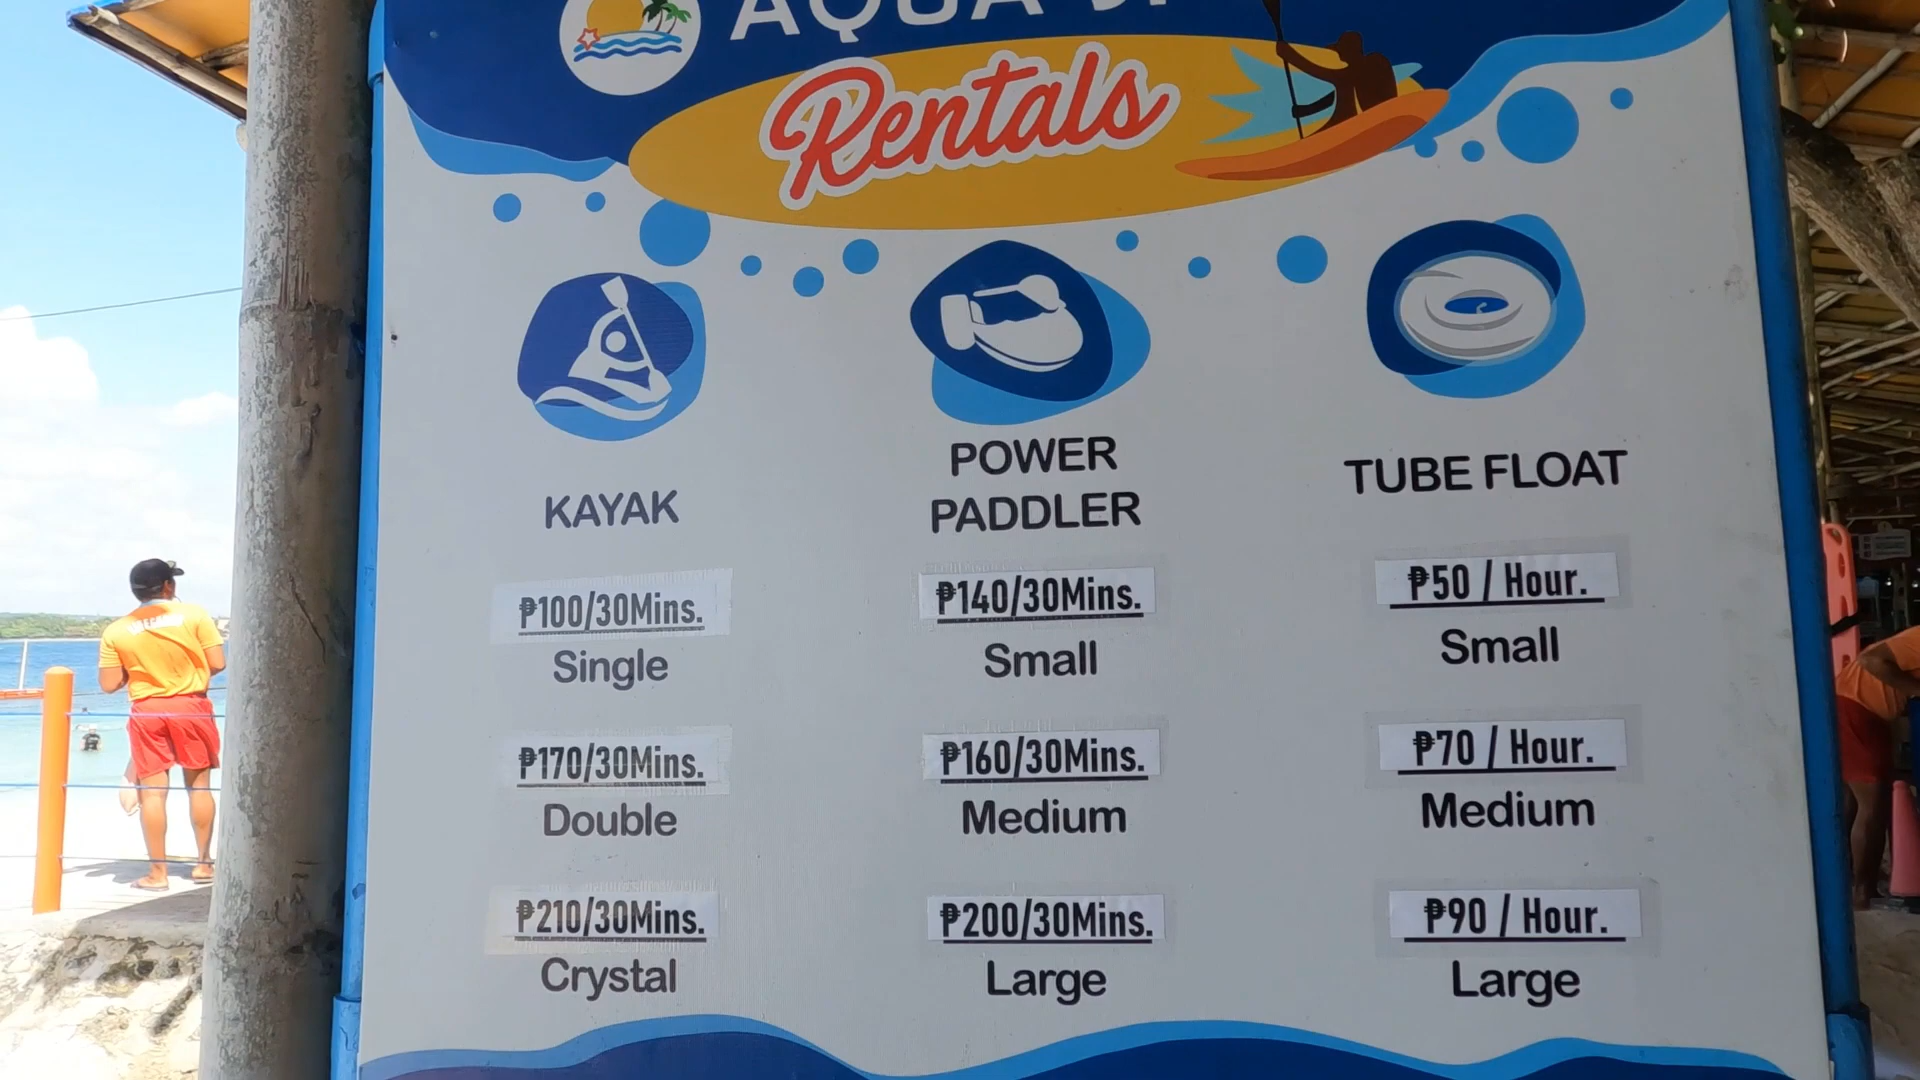 AQUA
Rentals
KAYAK
₱100/30Mins.
Single
₱170/30Mins.
Double
₱210/30Mins.
Crystal
POWER
PADDLER
₱140/30Mins.
Small
₱160/30Mins.
Medium
₱200/30Mins.
Large
TUBE FLOAT
₱50 / Hour.
Small
₱70 / Hour.
Medium
₱90 / Hour.
Large